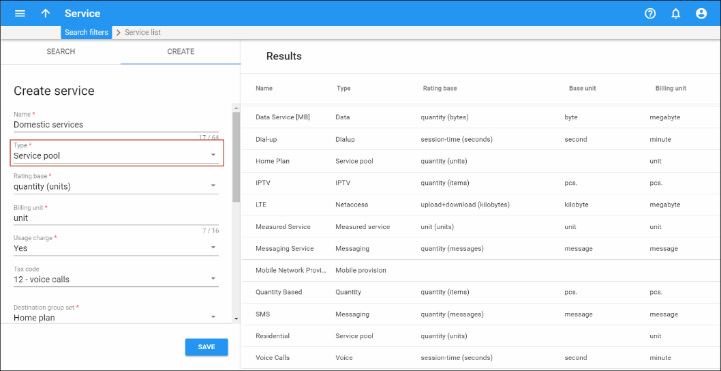 Service
Search filters > Service list
SEARCH CREATE
Create service
Name *
Domestic services
17 / 64
Type *
Service pool
Rating base *
quantity (units)
Billing unit *
unit
7 / 16
Usage charge *
Yes
Tax code
12 - voice calls
Destination group set *
Home plan
SAVE
Results
Name Type Rating base Base unit Billing unit
Data Service [MB] Data quantity (bytes) byte megabyte
Dial-up Dialup session-time (seconds) second minute
Home Plan Service pool quantity (units) unit
IPTV IPTV quantity (items) pcs. pcs.
LTE Netaccess upload+download (kilobytes) kilobyte megabyte
Measured Service Measured service unit (units) unit unit
Messaging Service Messaging quantity (messages) message message
Mobile Network Provi... Mobile provision
Quantity Based Quantity quantity (items) pcs. pcs.
SMS Messaging quantity (messages) message message
Residential Service pool quantity (units) unit
Voice Calls Voice session-time (seconds) second minute